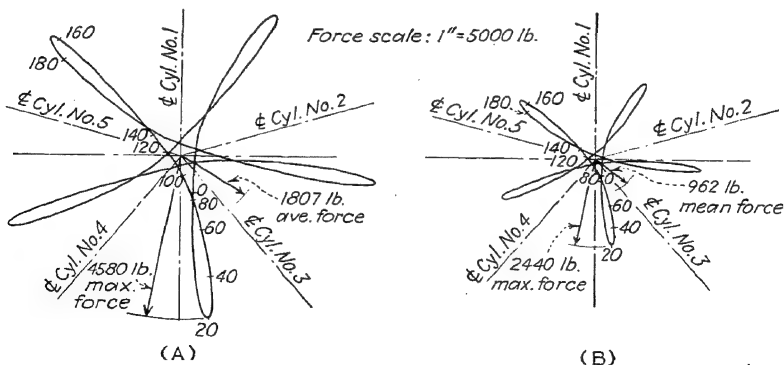 Force scale: 1"=5000 lb.
160
180
℄ Cyl. No.1
℄ Cyl. No.2
℄ Cyl. No.5
140
120
100
0
80
60
40
20
1807 lb.
ave. force
℄ Cyl. No.3
℄ Cyl. No.4
4580 lb.
max.
force
(A)
℄ Cyl. No.1
160
180
℄ Cyl. No.2
℄ Cyl. No.5
140
120
80
0
60
40
20
962 lb.
mean force
℄ Cyl. No.3
℄ Cyl. No.4
2440 lb.
max. force
(B)